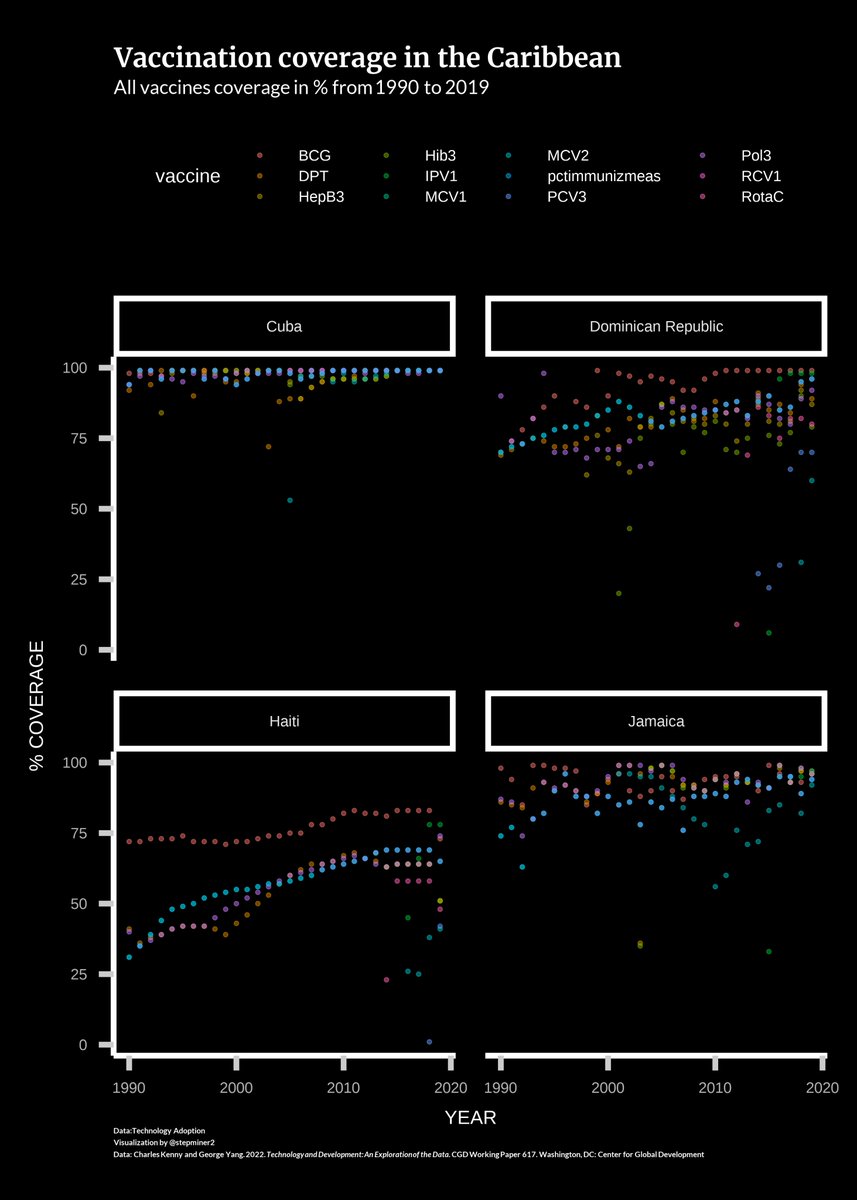 Vaccination coverage in the Caribbean
All vaccines coverage in % from 1990 to 2019
vaccine
BCG Hib3 MCV2 Pol3
DPT IPV1 pctimmunizmeas RCV1
HepB3 MCV1 PCV3 RotaC
Cuba Dominican Republic
100
75
50
25
0
% COVERAGE
Haiti Jamaica
100
75
50
25
0
1990 2000 2010 2020 1990 2000 2010 2020
YEAR
Data:Technology Adoption
Visualization by @stepminer2
Data: Charles Kenny and George Yang. 2022. Technology and Development: An Exploration of the Data. CGD Working Paper 617. Washington, DC: Center for Global Development